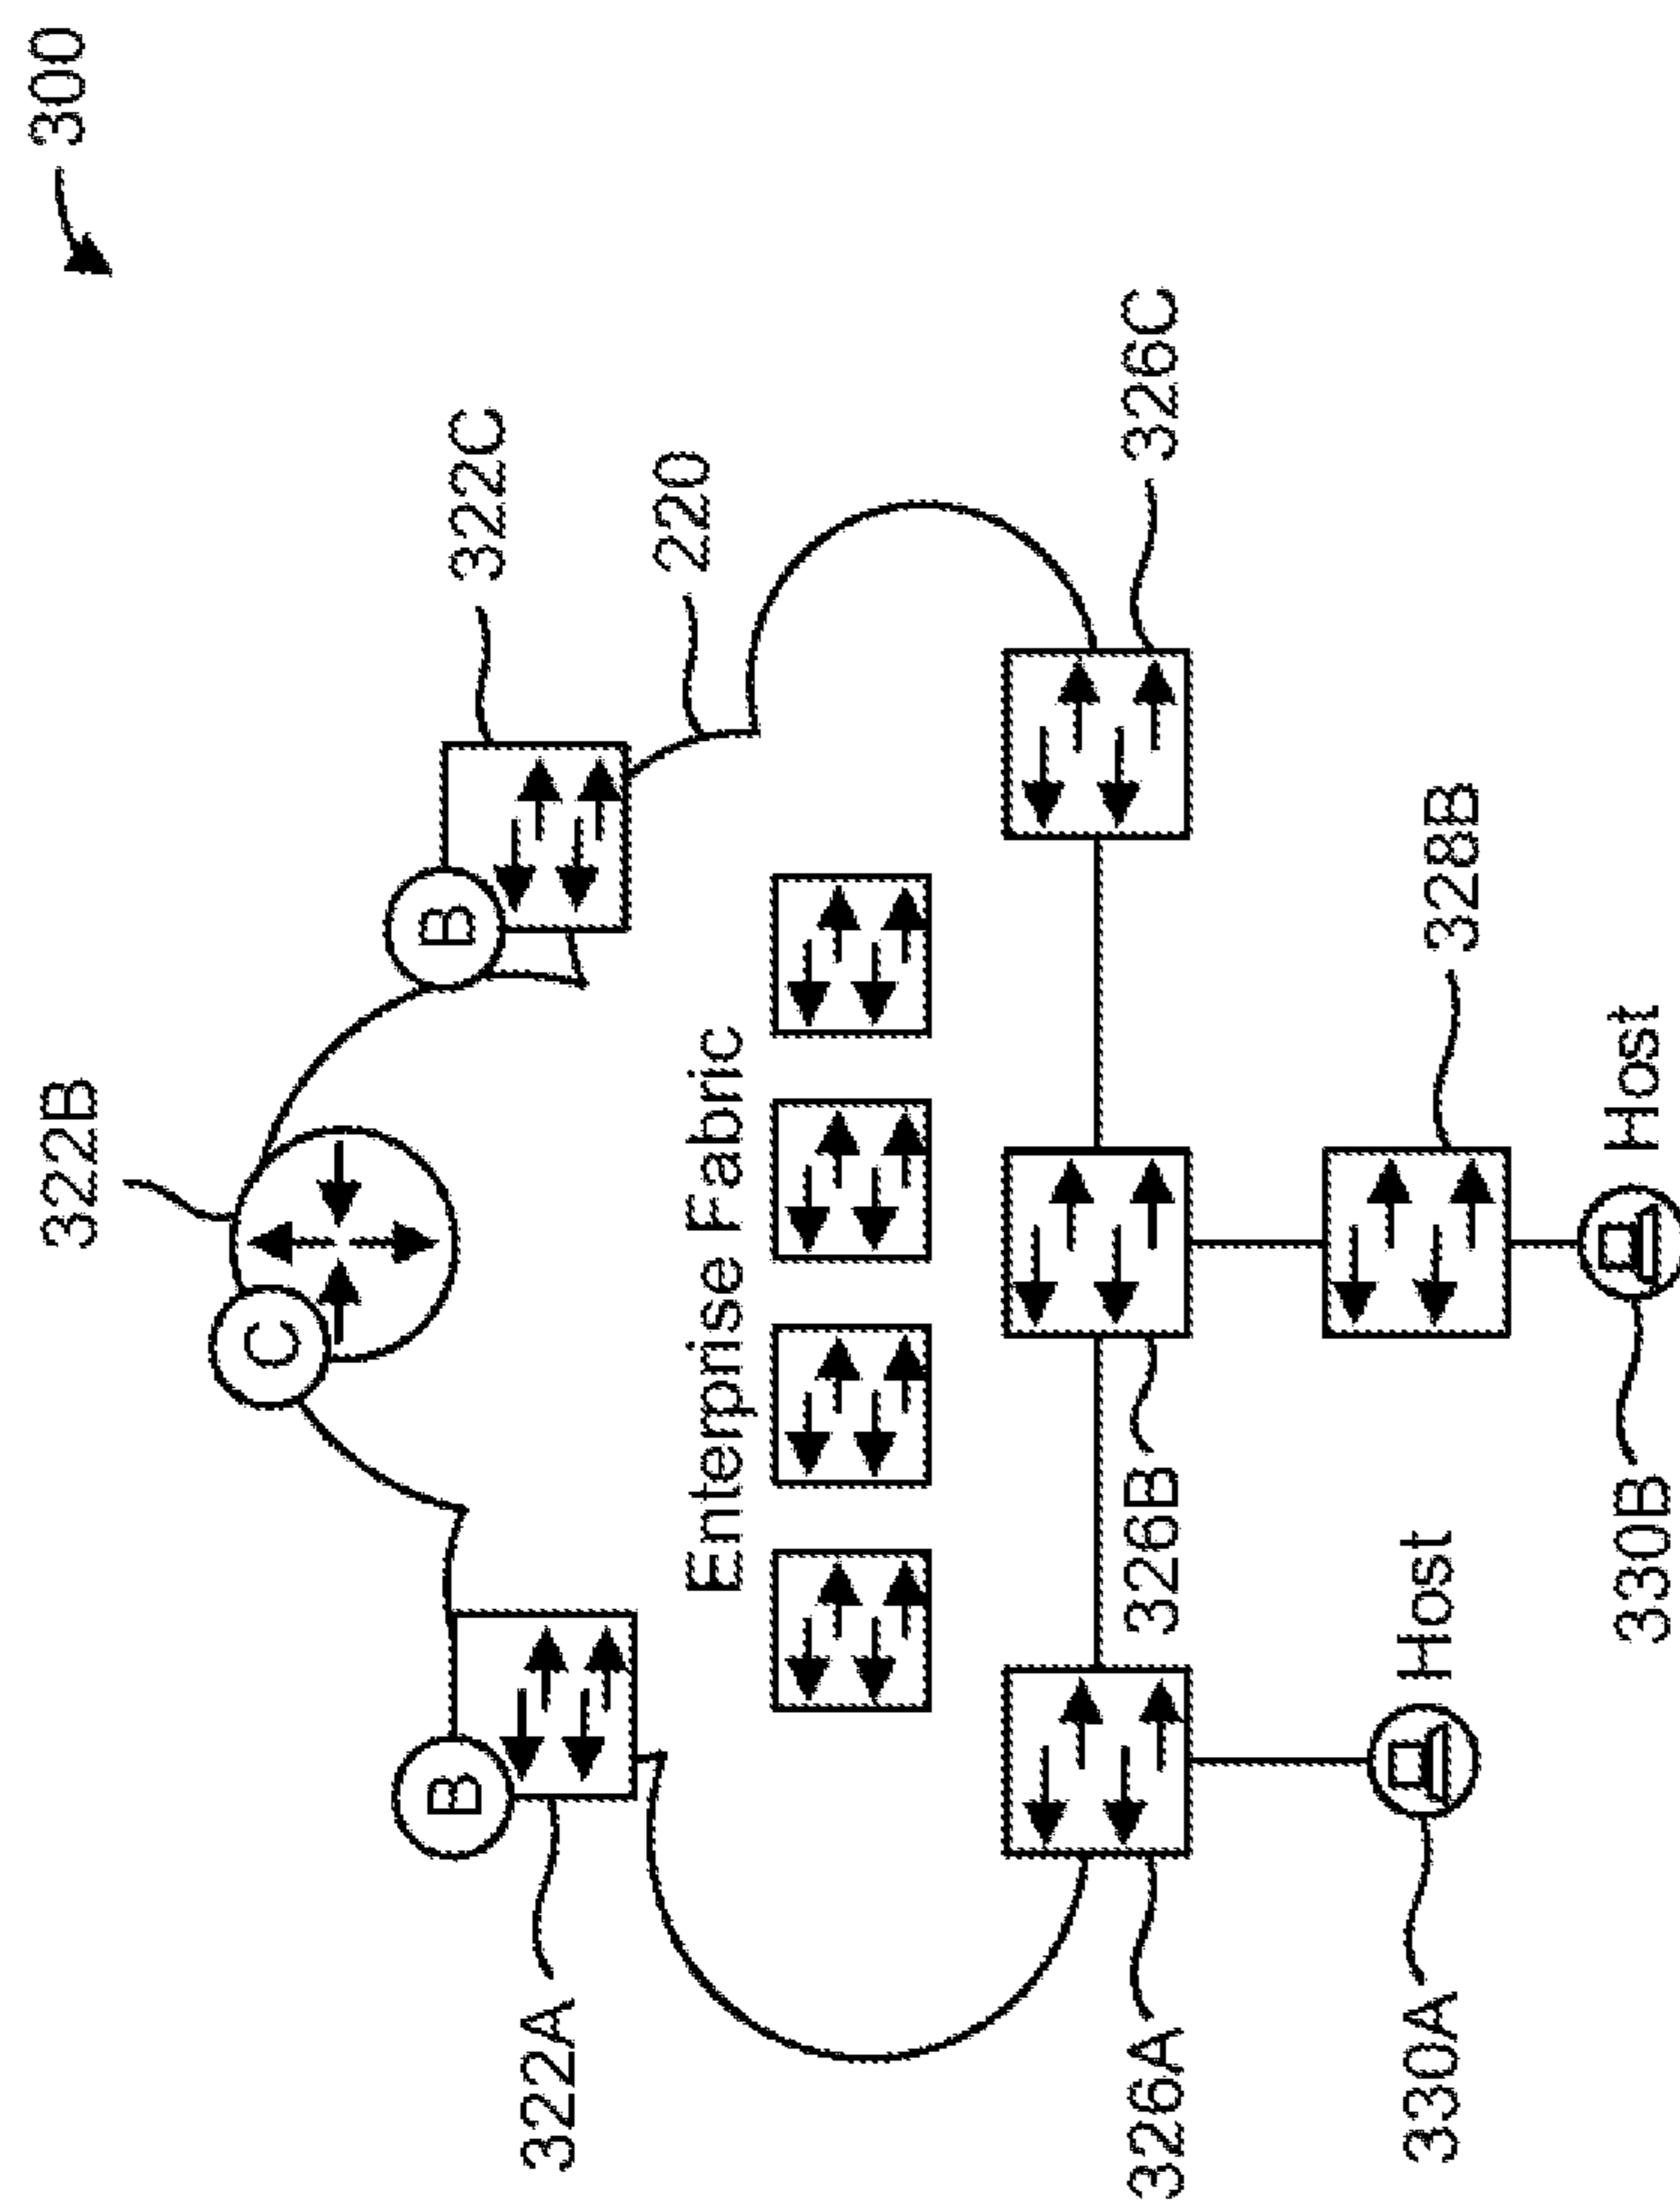 300
322B
C
322C
B
220
B
322A
Enterprise Fabric
326C
326B
326A
328B
Host
330A
Host
330B